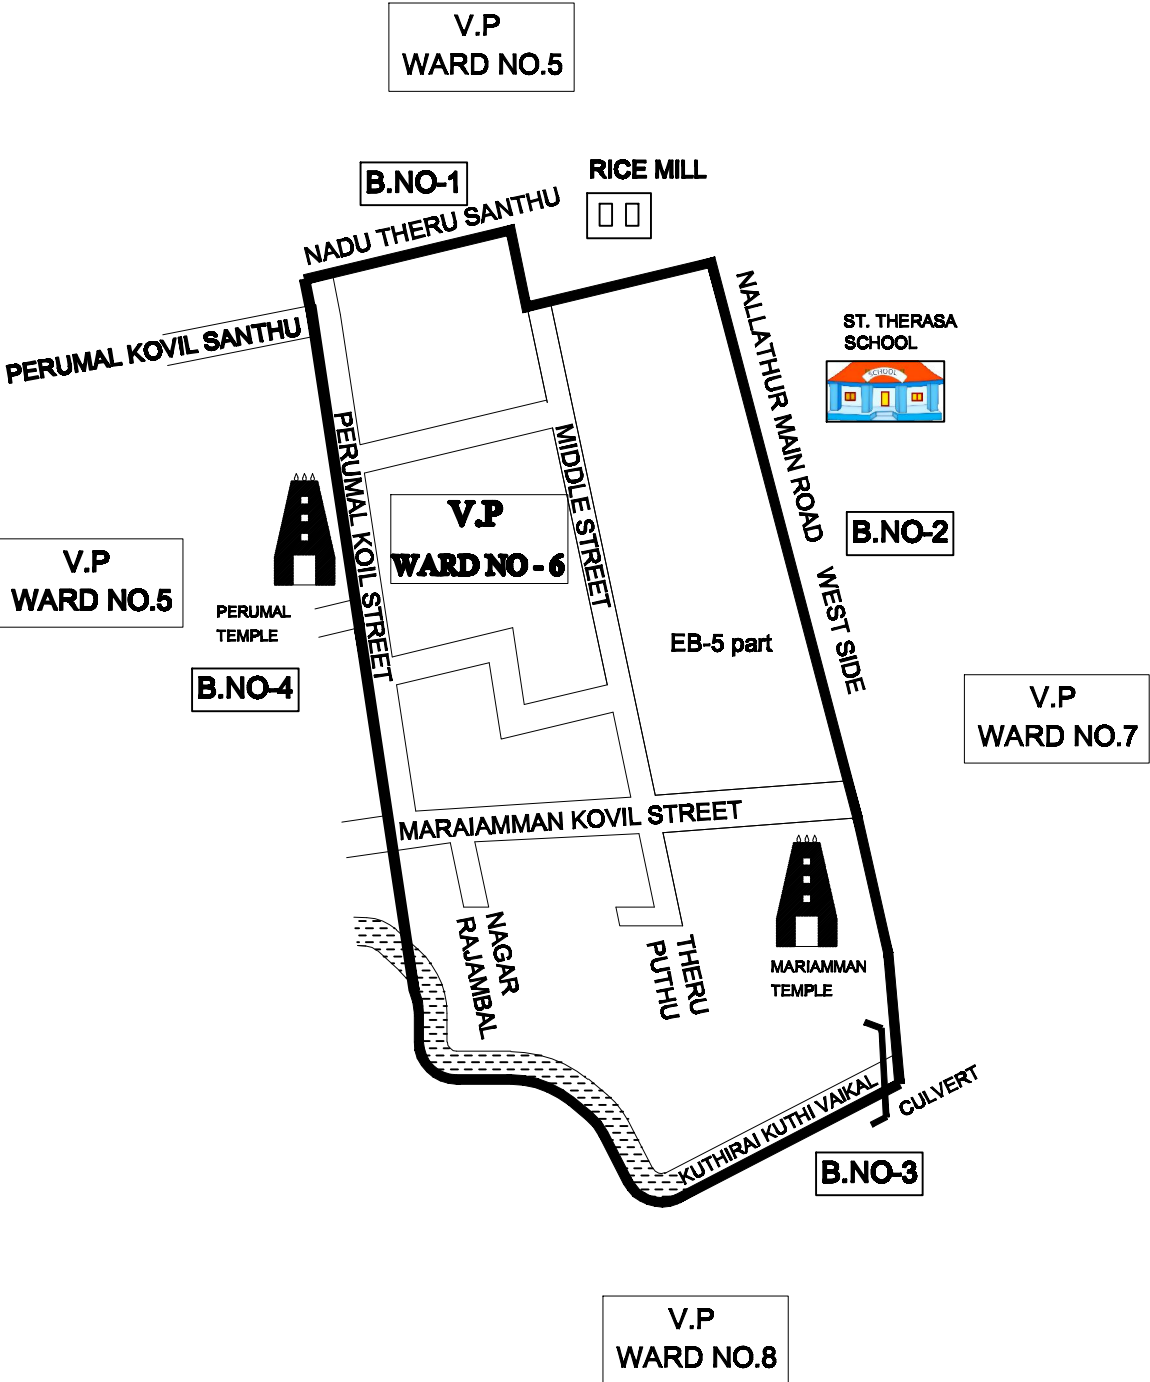 V.P
WARD NO.5
B.NO-1
RICE MILL
NADU THERU SANTHU
PERUMAL KOVIL SANTHU
NALLATHUR MAIN ROAD WEST SIDE
ST. THERASA
SCHOOL
SCHOOL
PERUMAL KOIL STREET
MIDDLE STREET
V.P
WARD NO - 6
B.NO-2
V.P
WARD NO.5
PERUMAL
TEMPLE
EB-5 part
B.NO-4
V.P
WARD NO.7
MARAIAMMAN KOVIL STREET
NAGAR
RAJAMBAL
THERU
PUTHU
MARIAMMAN
TEMPLE
KUTHIRAI KUTHI VAIKAL
CULVERT
B.NO-3
V.P
WARD NO.8